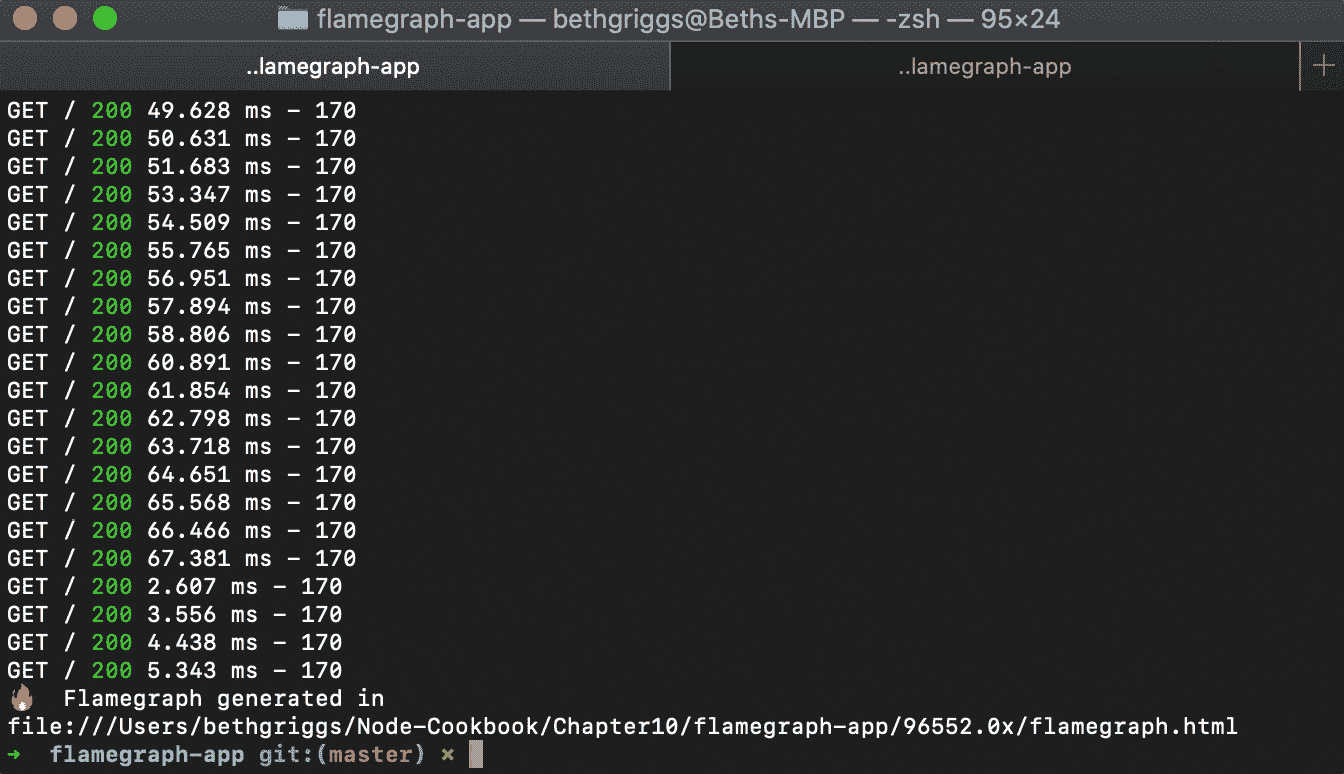 flamegraph-app — bethgriggs@Beths-MBP — -zsh — 95×24
..lamegraph-app ..lamegraph-app
GET / 200 49.628 ms - 170
GET / 200 50.631 ms - 170
GET / 200 51.683 ms - 170
GET / 200 53.347 ms - 170
GET / 200 54.509 ms - 170
GET / 200 55.765 ms - 170
GET / 200 56.951 ms - 170
GET / 200 57.894 ms - 170
GET / 200 58.806 ms - 170
GET / 200 60.891 ms - 170
GET / 200 61.854 ms - 170
GET / 200 62.798 ms - 170
GET / 200 63.718 ms - 170
GET / 200 64.651 ms - 170
GET / 200 65.568 ms - 170
GET / 200 66.466 ms - 170
GET / 200 67.381 ms - 170
GET / 200 2.607 ms - 170
GET / 200 3.556 ms - 170
GET / 200 4.438 ms - 170
GET / 200 5.343 ms - 170
🔥 Flamegraph generated in
file:///Users/bethgriggs/Node-Cookbook/Chapter10/flamegraph-app/96552.0x/flamegraph.html
➜ flamegraph-app git:(master) ✗